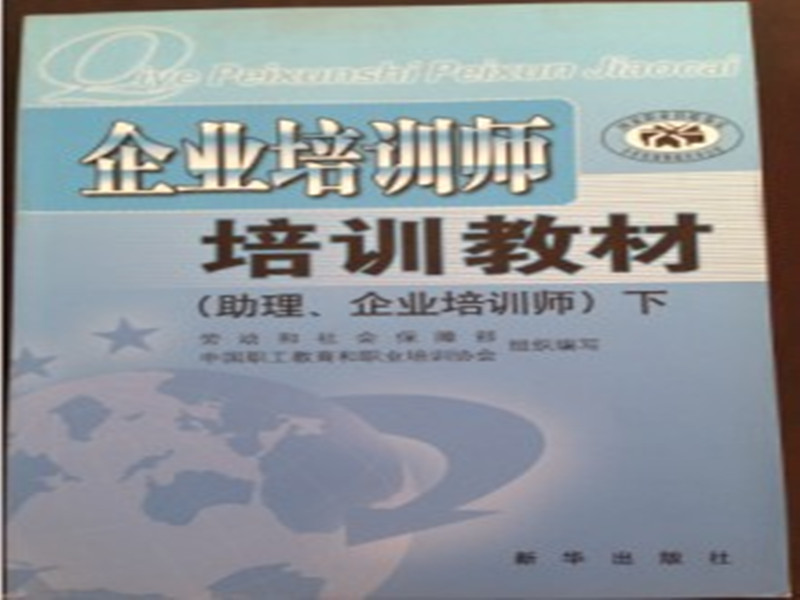 Qiye Peixunshi Peixun Jiaocai
企业培训师
培训教材
（助理、企业培训师）下
劳动和社会保障部
中国职工教育和职业培训协会 组织编写
新华出版社